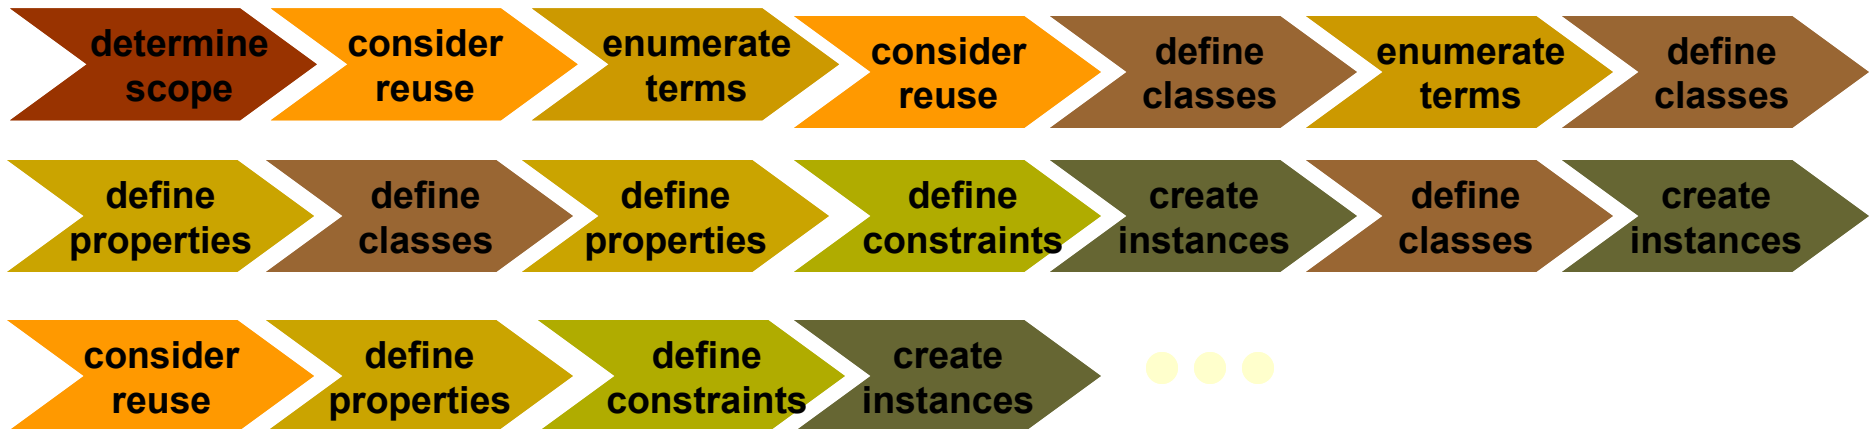 determine
scope
consider
reuse
enumerate
terms
consider
reuse
define
classes
enumerate
terms
define
classes
define
properties
define
classes
define
properties
define
constraints
create
instances
define
classes
create
instances
consider
reuse
define
properties
define
constraints
create
instances